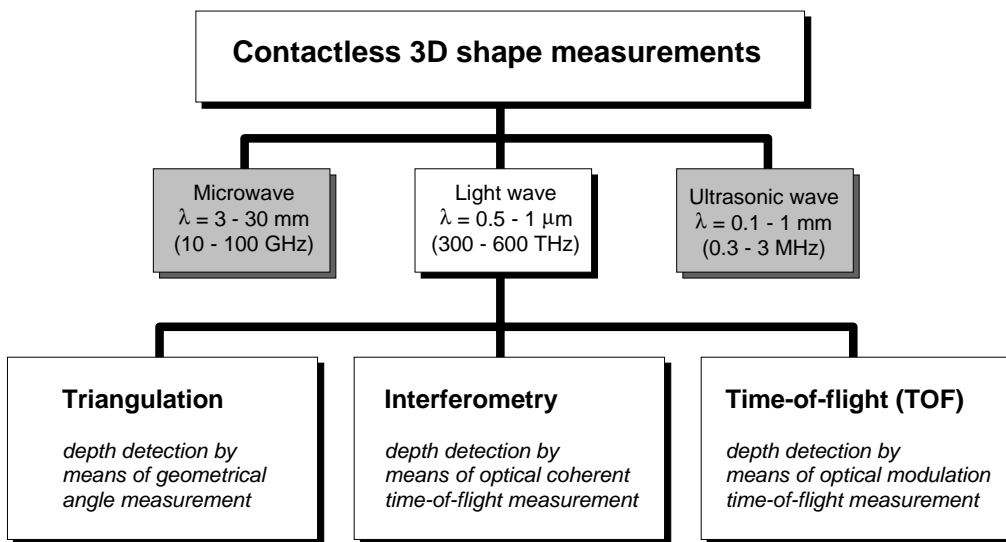 Contactless 3D shape measurements
Microwave
λ = 3 - 30 mm
(10 - 100 GHz)
Light wave
λ = 0.5 - 1 μm
(300 - 600 THz)
Ultrasonic wave
λ = 0.1 - 1 mm
(0.3 - 3 MHz)
Triangulation
depth detection by
means of geometrical
angle measurement
Interferometry
depth detection by
means of optical coherent
time-of-flight measurement
Time-of-flight (TOF)
depth detection by
means of optical modulation
time-of-flight measurement